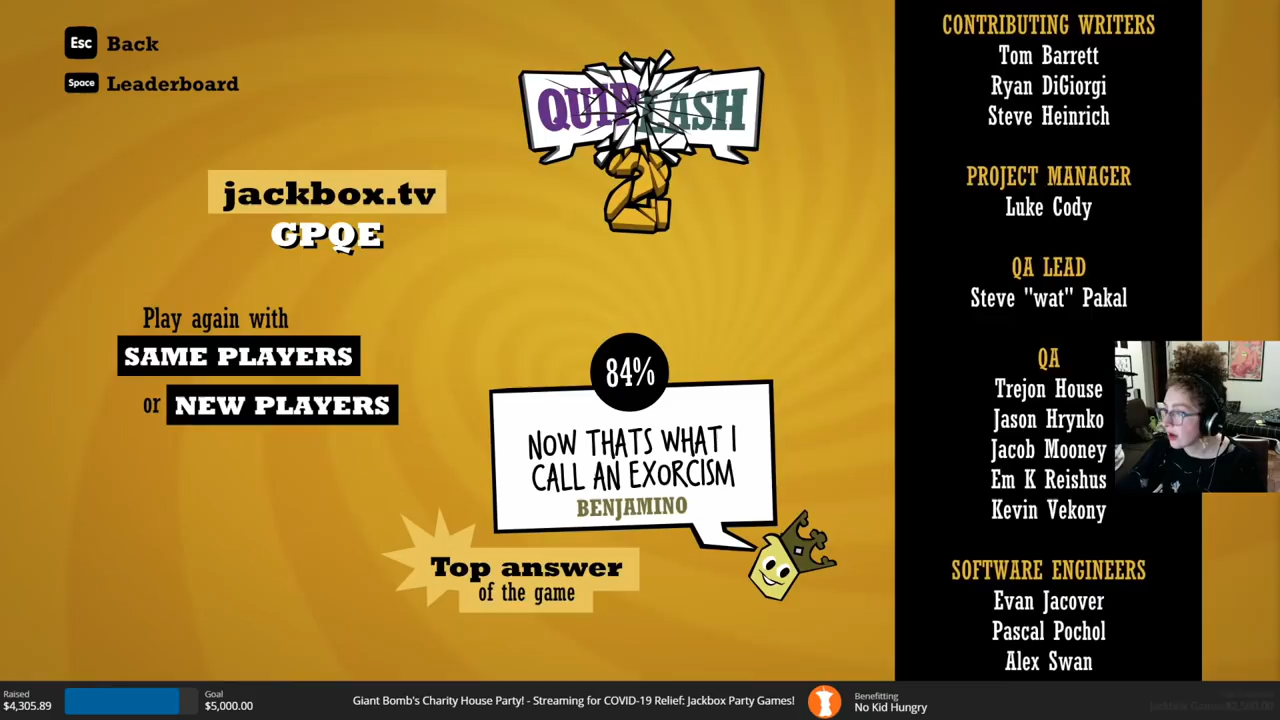 Esc Back
Space Leaderboard
QUIPLASH
2
jackbox.tv
GPQE
Play again with
SAME PLAYERS
or NEW PLAYERS
84%
NOW THATS WHAT I
CALL AN EXORCISM
BENJAMINO
Top answer
of the game
CONTRIBUTING WRITERS
Tom Barrett
Ryan DiGiorgi
Steve Heinrich
PROJECT MANAGER
Luke Cody
QA LEAD
Steve "wat" Pakal
QA
Trejon House
Jason Hrynko
Jacob Mooney
Em K Reishus
Kevin Vekony
SOFTWARE ENGINEERS
Evan Jacover
Pascal Pochol
Alex Swan
Raised
$4,305.89
Goal
$5,000.00
Giant Bomb's Charity House Party! - Streaming for COVID-19 Relief: Jackbox Party Games!
Benefitting
No Kid Hungry